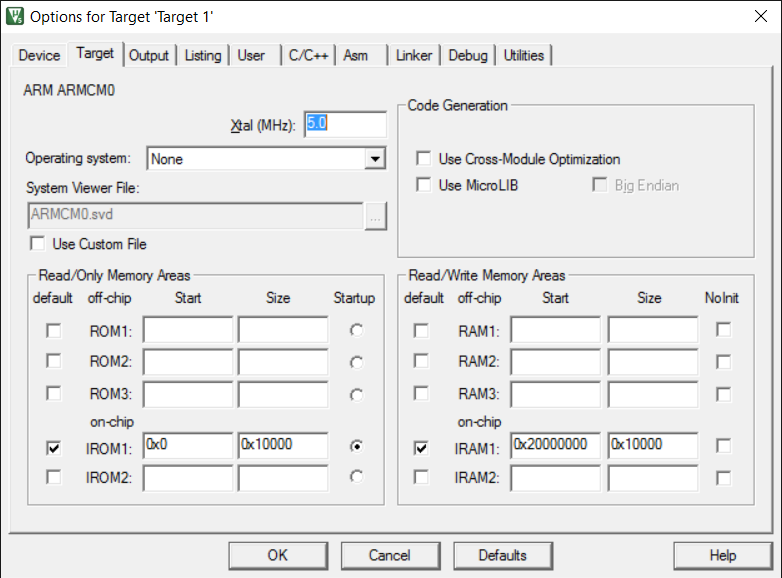 Options for Target 'Target 1'
Device Target Output Listing User C/C++ Asm Linker Debug Utilities
ARM ARMCM0
Xtal (MHz): 5.0
Operating system: None
System Viewer File:
ARMCM0.svd ...
Use Custom File
Code Generation
Use Cross-Module Optimization
Use MicroLIB Big Endian
Read/Only Memory Areas
default off-chip Start Size Startup
ROM1:
ROM2:
ROM3:
on-chip
IROM1: 0x0 0x10000
IROM2:
Read/Write Memory Areas
default off-chip Start Size NoInit
RAM1:
RAM2:
RAM3:
on-chip
IRAM1: 0x20000000 0x10000
IRAM2:
OK Cancel Defaults Help